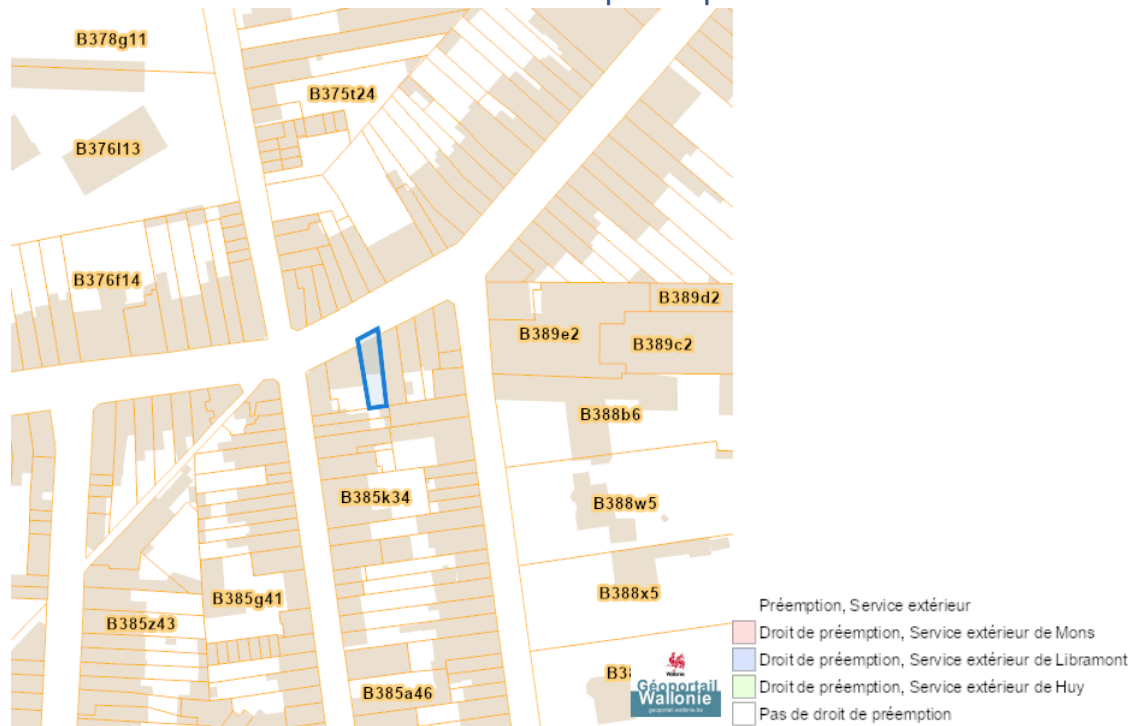 B378g11
B375t24
B376l13
B376f14
B389d2
B389e2
B389c2
B388b6
B385k34
B388w5
B388x5
B385g41
B385z43
B385a46
Wallonie
Géoportail
Wallonie
geoportail.wallonie.be
Préemption, Service extérieur
Droit de préemption, Service extérieur de Mons
Droit de préemption, Service extérieur de Libramont
Droit de préemption, Service extérieur de Huy
Pas de droit de préemption